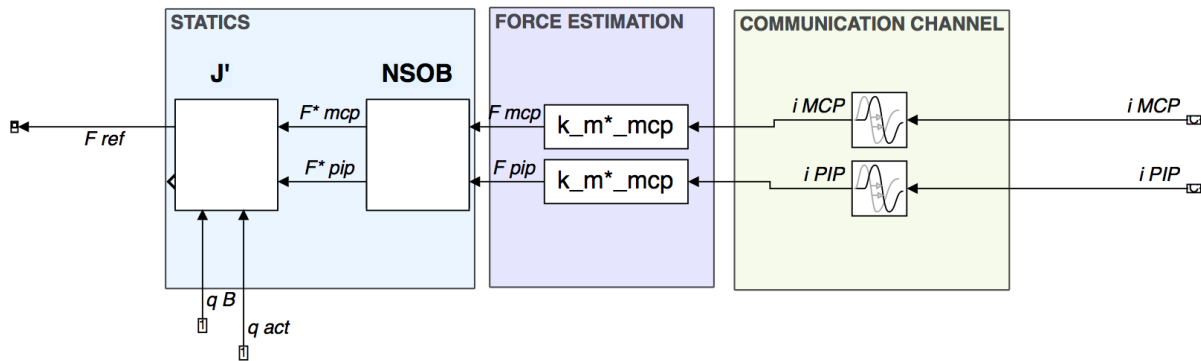 STATICS
FORCE ESTIMATION
COMMUNICATION CHANNEL
J'
NSOB
F ref
F* mcp
F mcp
k_m*_mcp
i MCP
i MCP
F* pip
F pip
k_m*_mcp
i PIP
i PIP
q B
1
q act
1